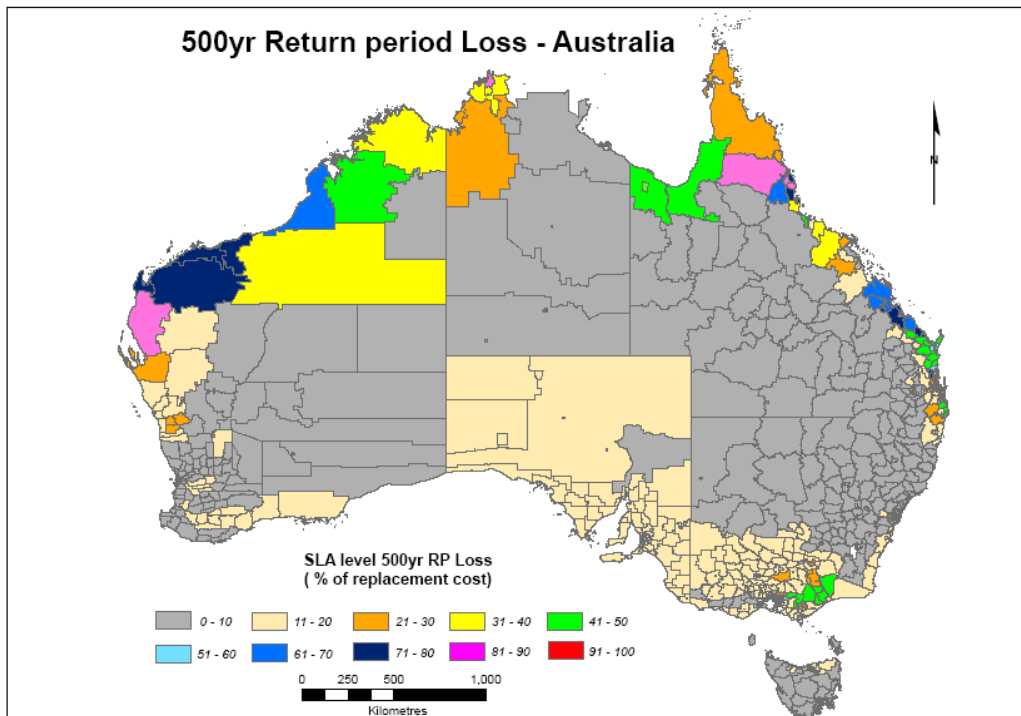 500yr Return period Loss - Australia
N
SLA level 500yr RP Loss
( % of replacement cost)
0 - 10 11 - 20 21 - 30 31 - 40 41 - 50
51 - 60 61 - 70 71 - 80 81 - 90 91 - 100
0 250 500 1,000
Kilometres